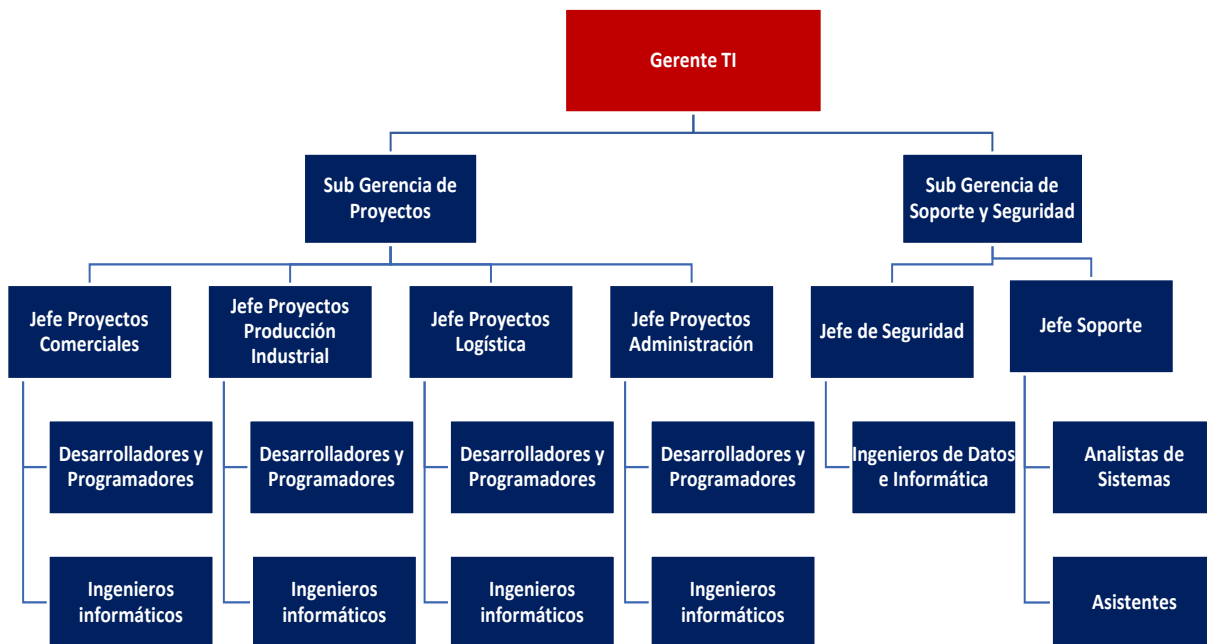 Gerente TI
Sub Gerencia de
Proyectos
Sub Gerencia de
Soporte y Seguridad
Jefe Proyectos
Comerciales
Jefe Proyectos
Producción
Industrial
Jefe Proyectos
Logística
Jefe Proyectos
Administración
Jefe de Seguridad
Jefe Soporte
Desarrolladores y
Programadores
Desarrolladores y
Programadores
Desarrolladores y
Programadores
Desarrolladores y
Programadores
Ingenieros de Datos
e Informática
Analistas de
Sistemas
Ingenieros
informáticos
Ingenieros
informáticos
Ingenieros
informáticos
Ingenieros
informáticos
Asistentes